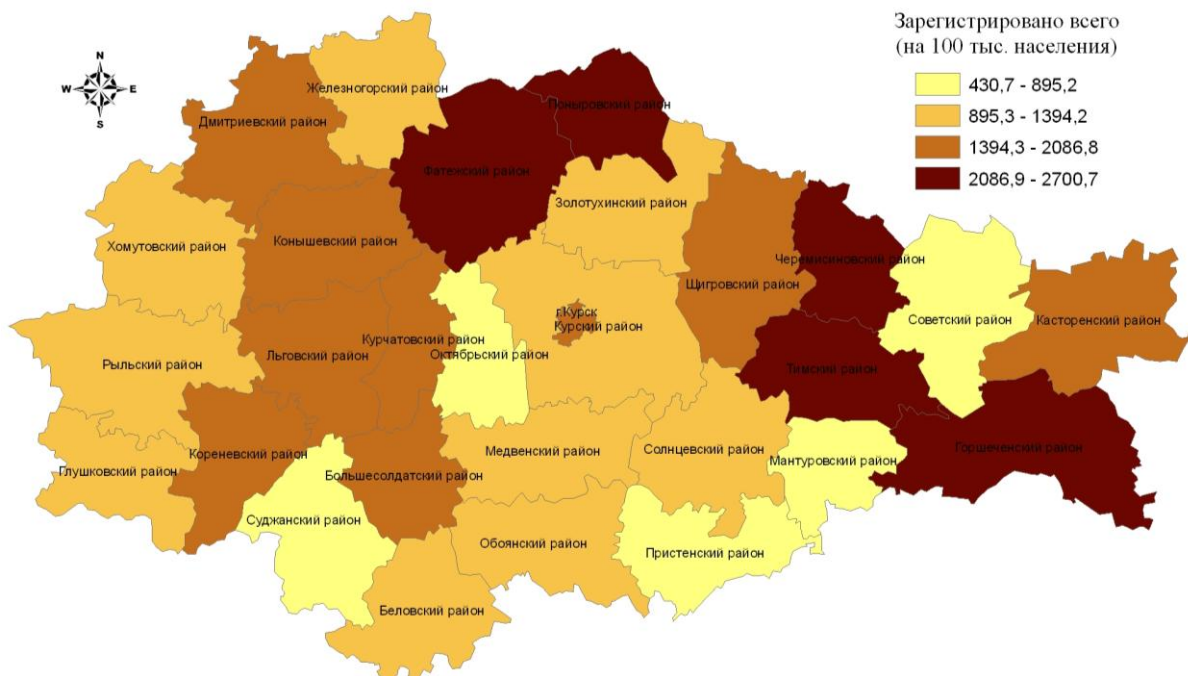 Зарегистрировано всего
(на 100 тыс. населения)
430,7 - 895,2
895,3 - 1394,2
1394,3 - 2086,8
2086,9 - 2700,7
N
W E
S
Железногорский район
Поныровский район
Дмитриевский район
Фатежский район
Золотухинский район
Хомутовский район
Конышевский район
Черемисиновский район
Щигровский район
г.Курск
Курский район
Советский район
Касторенский район
Курчатовский район
Октябрьский район
Льговский район
Рыльский район
Тимский район
Горшеченский район
Медвенский район
Солнцевский район
Мантуровский район
Кореневский район
Глушковский район
Большесолдатский район
Суджанский район
Обоянский район
Пристенский район
Беловский район